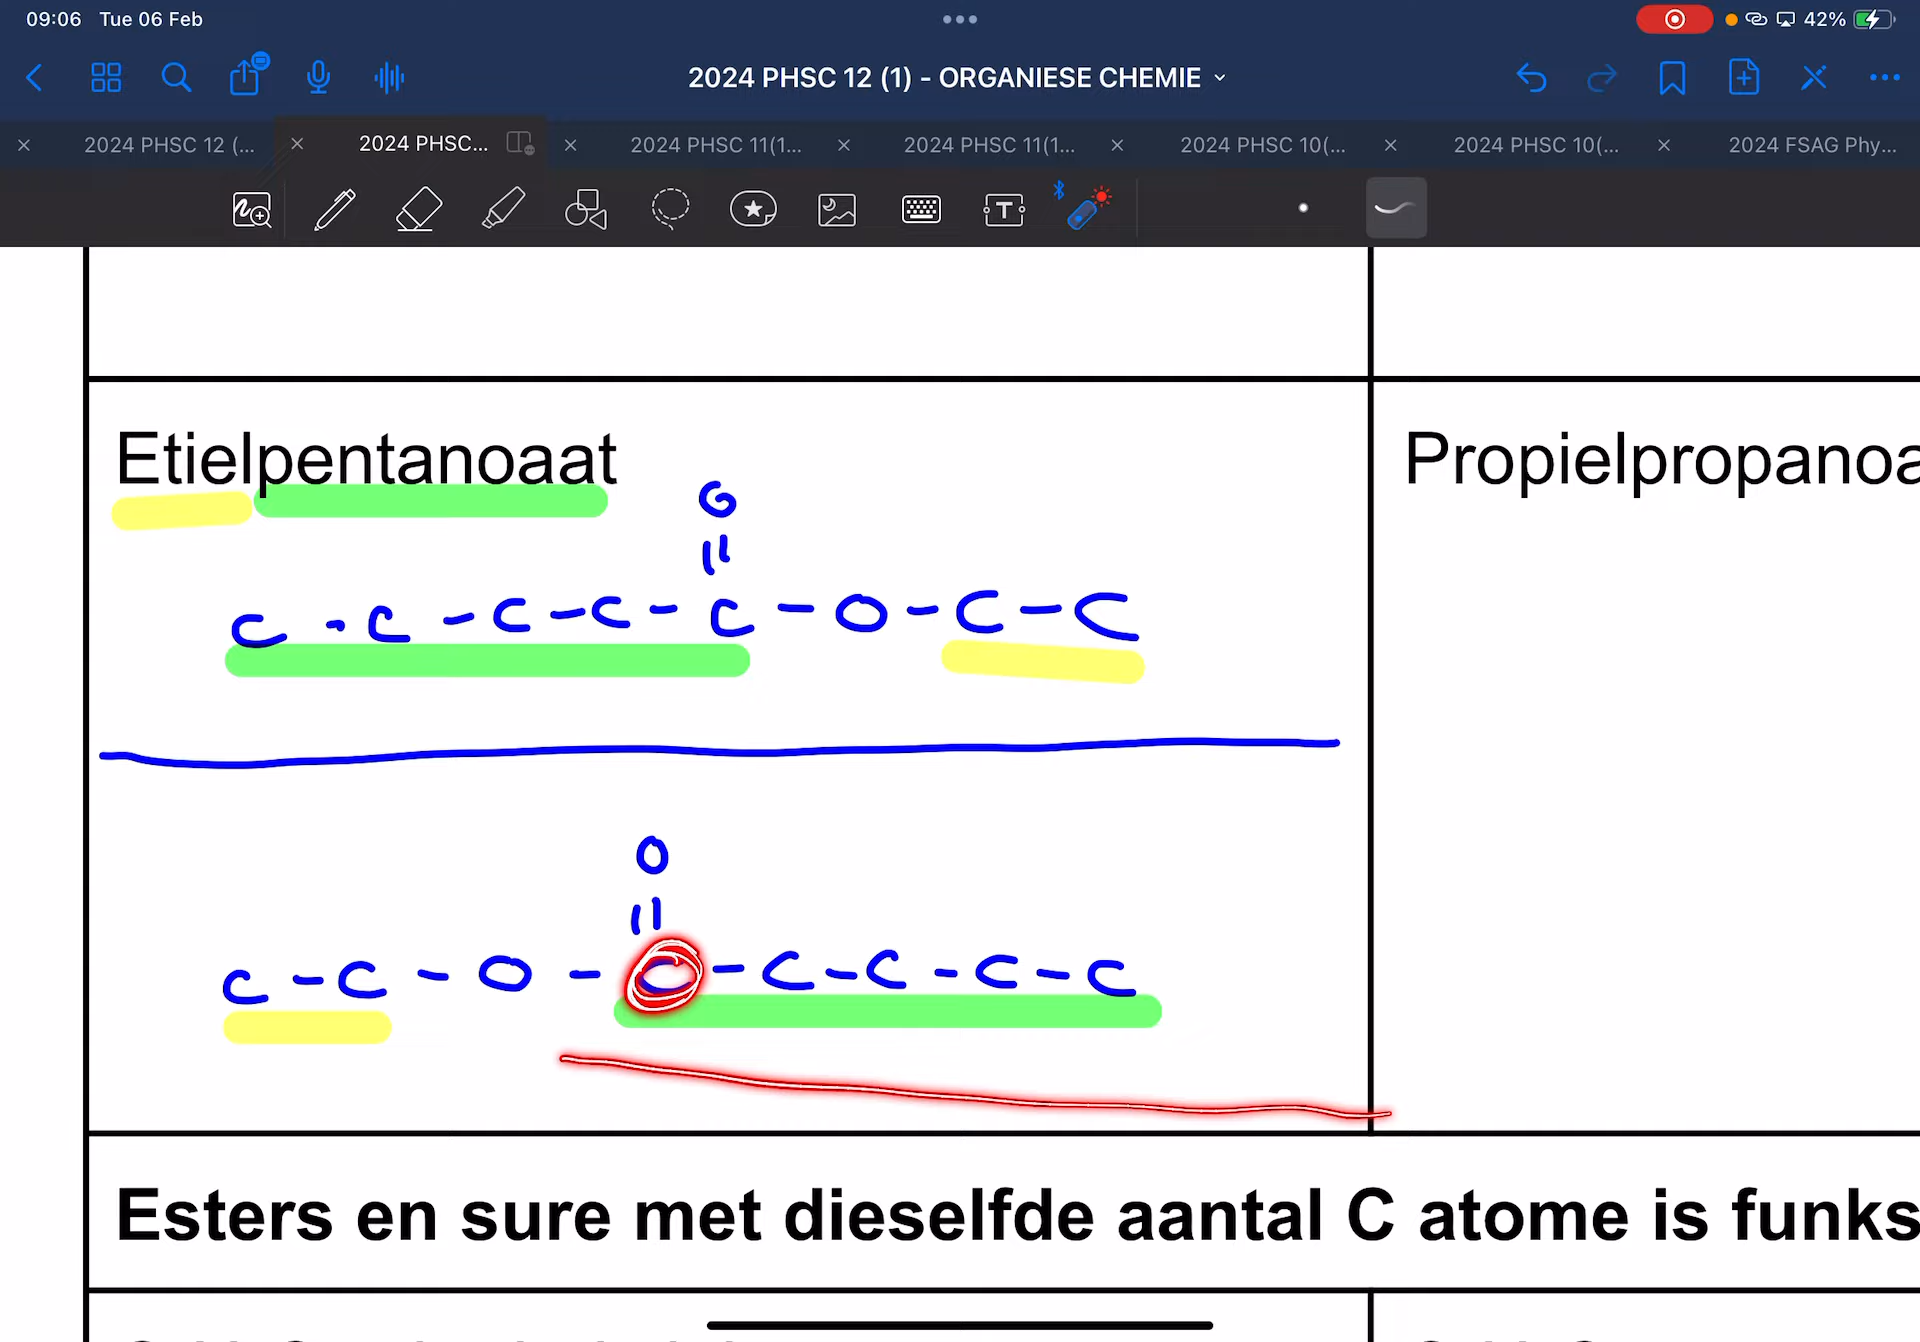 09:06 Tue 06 Feb
42%
2024 PHSC 12 (1) - ORGANIESE CHEMIE
2024 PHSC 12 (...
2024 PHSC...
2024 PHSC 11(1...
2024 PHSC 11(1...
2024 PHSC 10(...
2024 PHSC 10(...
2024 FSAG Phy...
Etielpentanoaat
Propielpropanoa
O
C - C - C - C - C - O - C - C
O
C - C - O - C - C - C - C - C
Esters en sure met dieselfde aantal C atome is funks